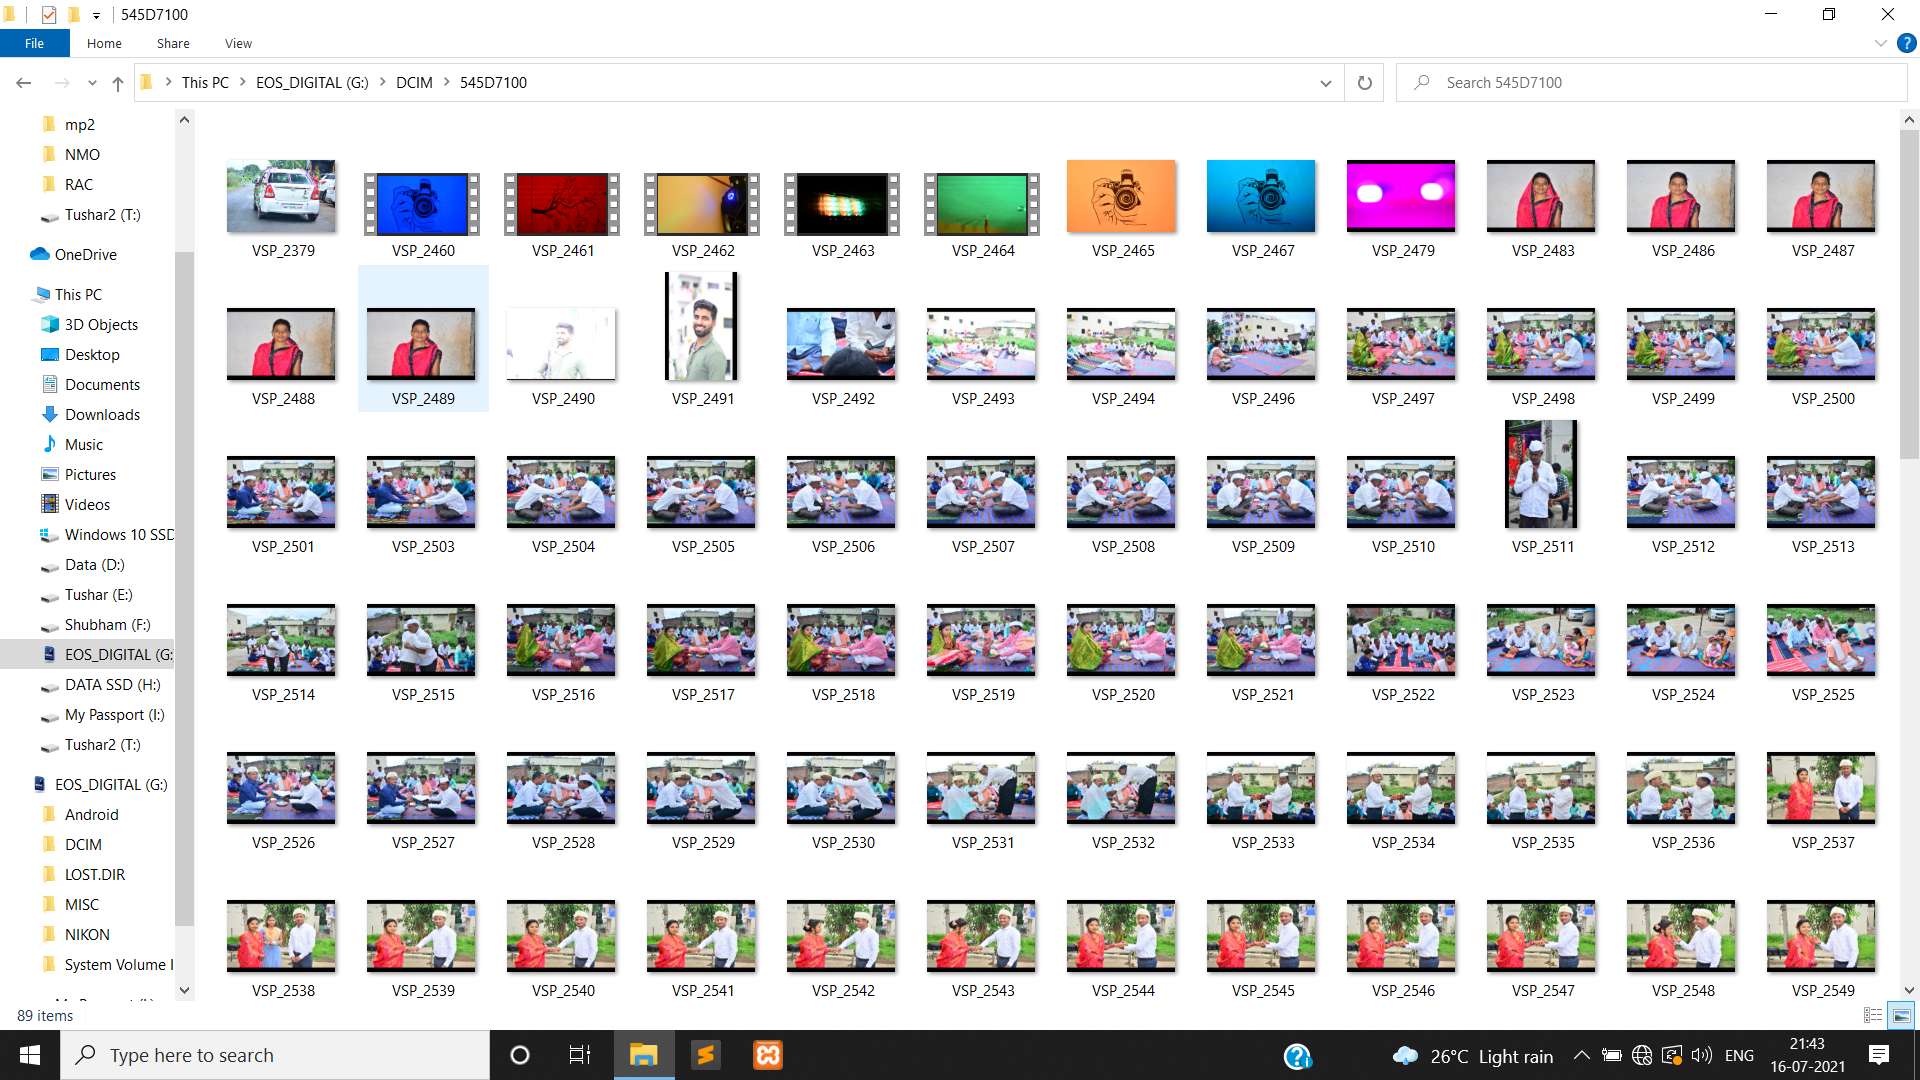 545D7100
File Home Share View
This PC EOS_DIGITAL (G:) DCIM 545D7100
Search 545D7100
mp2
NMO
RAC
Tushar2 (T:)
OneDrive
This PC
3D Objects
Desktop
Documents
Downloads
Music
Pictures
Videos
Windows 10 SSD
Data (D:)
Tushar (E:)
Shubham (F:)
EOS_DIGITAL (G:
DATA SSD (H:)
My Passport (I:)
Tushar2 (T:)
EOS_DIGITAL (G:)
Android
DCIM
LOST.DIR
MISC
NIKON
System Volume I
VSP_2379 VSP_2460 VSP_2461 VSP_2462 VSP_2463 VSP_2464 VSP_2465 VSP_2467 VSP_2479 VSP_2483 VSP_2486 VSP_2487
VSP_2488 VSP_2489 VSP_2490 VSP_2491 VSP_2492 VSP_2493 VSP_2494 VSP_2496 VSP_2497 VSP_2498 VSP_2499 VSP_2500
VSP_2501 VSP_2503 VSP_2504 VSP_2505 VSP_2506 VSP_2507 VSP_2508 VSP_2509 VSP_2510 VSP_2511 VSP_2512 VSP_2513
VSP_2514 VSP_2515 VSP_2516 VSP_2517 VSP_2518 VSP_2519 VSP_2520 VSP_2521 VSP_2522 VSP_2523 VSP_2524 VSP_2525
VSP_2526 VSP_2527 VSP_2528 VSP_2529 VSP_2530 VSP_2531 VSP_2532 VSP_2533 VSP_2534 VSP_2535 VSP_2536 VSP_2537
VSP_2538 VSP_2539 VSP_2540 VSP_2541 VSP_2542 VSP_2543 VSP_2544 VSP_2545 VSP_2546 VSP_2547 VSP_2548 VSP_2549
89 items
Type here to search
26°C Light rain
ENG
21:43
16-07-2021